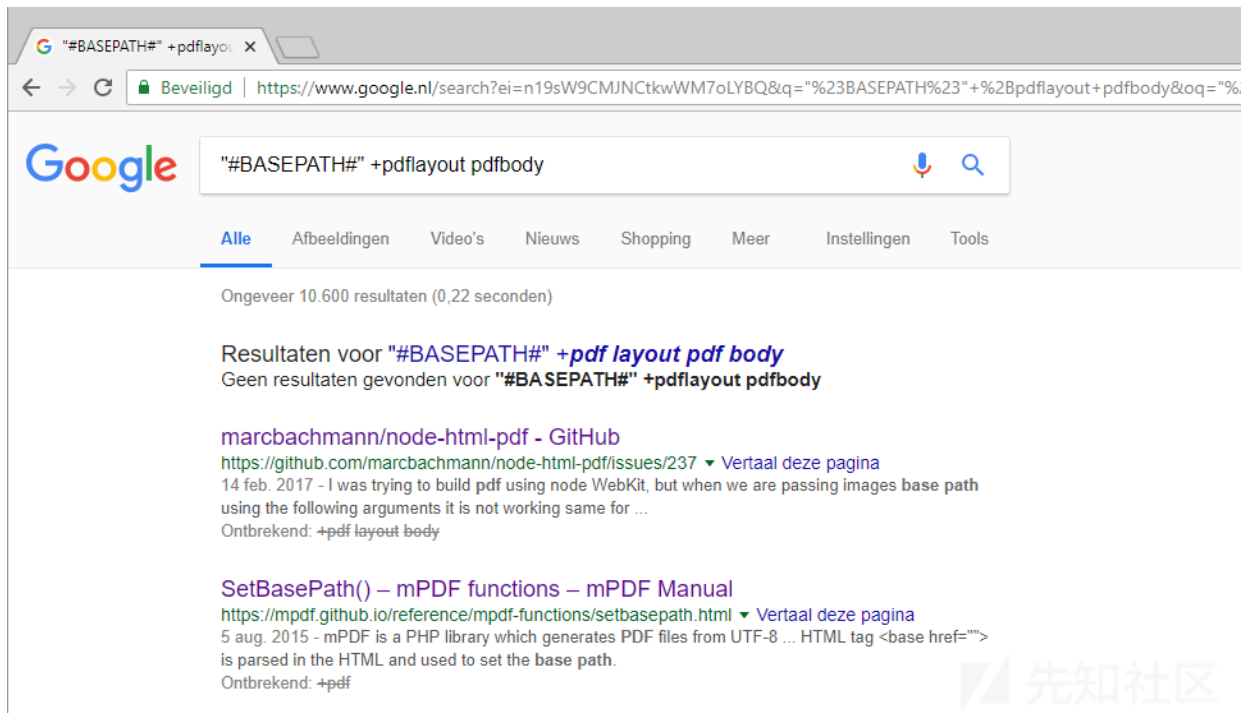 "#BASEPATH#" +pdflayou
Beveiligd | https://www.google.nl/search?ei=n19sW9CMJNCtkwWM7oLYBQ&q="%23BASEPATH%23"+%2Bpdflayout+pdfbody&oq="%2
Google
"#BASEPATH#" +pdflayout pdfbody
Alle Afbeeldingen Video's Nieuws Shopping Meer Instellingen Tools
Ongeveer 10.600 resultaten (0,22 seconden)
Resultaten voor "#BASEPATH#" +pdf layout pdf body
Geen resultaten gevonden voor "#BASEPATH#" +pdflayout pdfbody
marcbachmann/node-html-pdf - GitHub
https://github.com/marcbachmann/node-html-pdf/issues/237 Vertaal deze pagina
14 feb. 2017 - I was trying to build pdf using node WebKit, but when we are passing images base path
using the following arguments it is not working same for ...
Ontbrekend: +pdf layout body
SetBasePath() – mPDF functions – mPDF Manual
https://mpdf.github.io/reference/mpdf-functions/setbasepath.html Vertaal deze pagina
5 aug. 2015 - mPDF is a PHP library which generates PDF files from UTF-8 ... HTML tag <base href="">
is parsed in the HTML and used to set the base path.
Ontbrekend: +pdf
先知社区